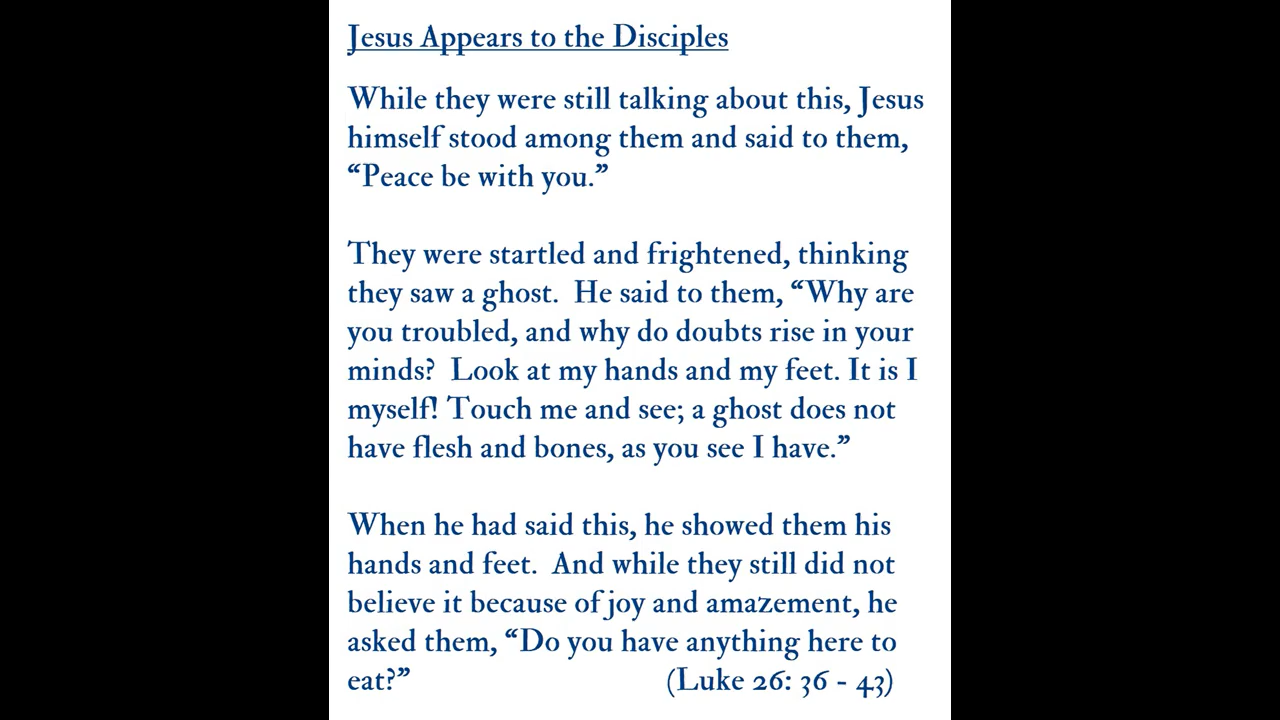 Jesus Appears to the Disciples
While they were still talking about this, Jesus
himself stood among them and said to them,
“Peace be with you.”
They were startled and frightened, thinking
they saw a ghost.  He said to them, “Why are
you troubled, and why do doubts rise in your
minds?  Look at my hands and my feet. It is I
myself! Touch me and see; a ghost does not
have flesh and bones, as you see I have.”
When he had said this, he showed them his
hands and feet.  And while they still did not
believe it because of joy and amazement, he
asked them, “Do you have anything here to
eat?” (Luke 26: 36 - 43)